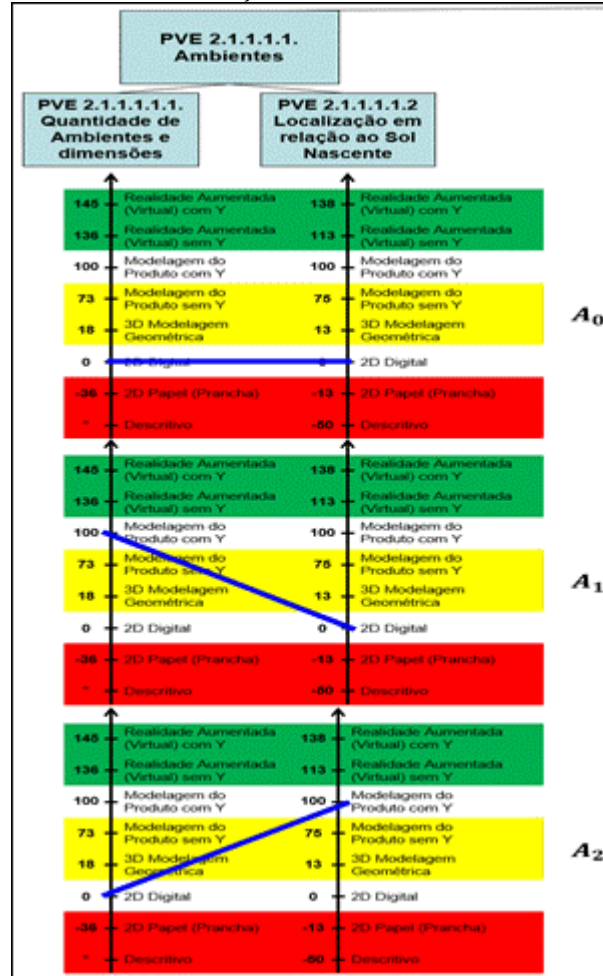 PVE 2.1.1.1.1.
Ambientes
PVE 2.1.1.1.1.1.
Quantidade de
Ambientes e
dimensões
PVE 2.1.1.1.1.2
Localização em
relação ao Sol
Nascente
145 Realidade Aumentada
(Virtual) com Y
136 Realidade Aumentada
(Virtual) sem Y
100 Modelagem do
Produto com Y
73 Modelagem do
Produto sem Y
18 3D Modelagem
Geométrica
0 2D Digital
-36 2D Papel (Prancha)
* Descritivo
138 Realidade Aumentada
(Virtual) com Y
113 Realidade Aumentada
(Virtual) sem Y
100 Modelagem do
Produto com Y
75 Modelagem do
Produto sem Y
13 3D Modelagem
Geométrica
0 2D Digital
-13 2D Papel (Prancha)
-50 Descritivo
A0
145 Realidade Aumentada
(Virtual) com Y
136 Realidade Aumentada
(Virtual) sem Y
100 Modelagem do
Produto com Y
73 Modelagem do
Produto sem Y
18 3D Modelagem
Geométrica
0 2D Digital
-36 2D Papel (Prancha)
* Descritivo
138 Realidade Aumentada
(Virtual) com Y
113 Realidade Aumentada
(Virtual) sem Y
100 Modelagem do
Produto com Y
75 Modelagem do
Produto sem Y
13 3D Modelagem
Geométrica
0 2D Digital
-13 2D Papel (Prancha)
-50 Descritivo
A1
145 Realidade Aumentada
(Virtual) com Y
136 Realidade Aumentada
(Virtual) sem Y
100 Modelagem do
Produto com Y
73 Modelagem do
Produto sem Y
18 3D Modelagem
Geométrica
0 2D Digital
-36 2D Papel (Prancha)
* Descritivo
138 Realidade Aumentada
(Virtual) com Y
113 Realidade Aumentada
(Virtual) sem Y
100 Modelagem do
Produto com Y
75 Modelagem do
Produto sem Y
13 3D Modelagem
Geométrica
0 2D Digital
-13 2D Papel (Prancha)
-50 Descritivo
A2